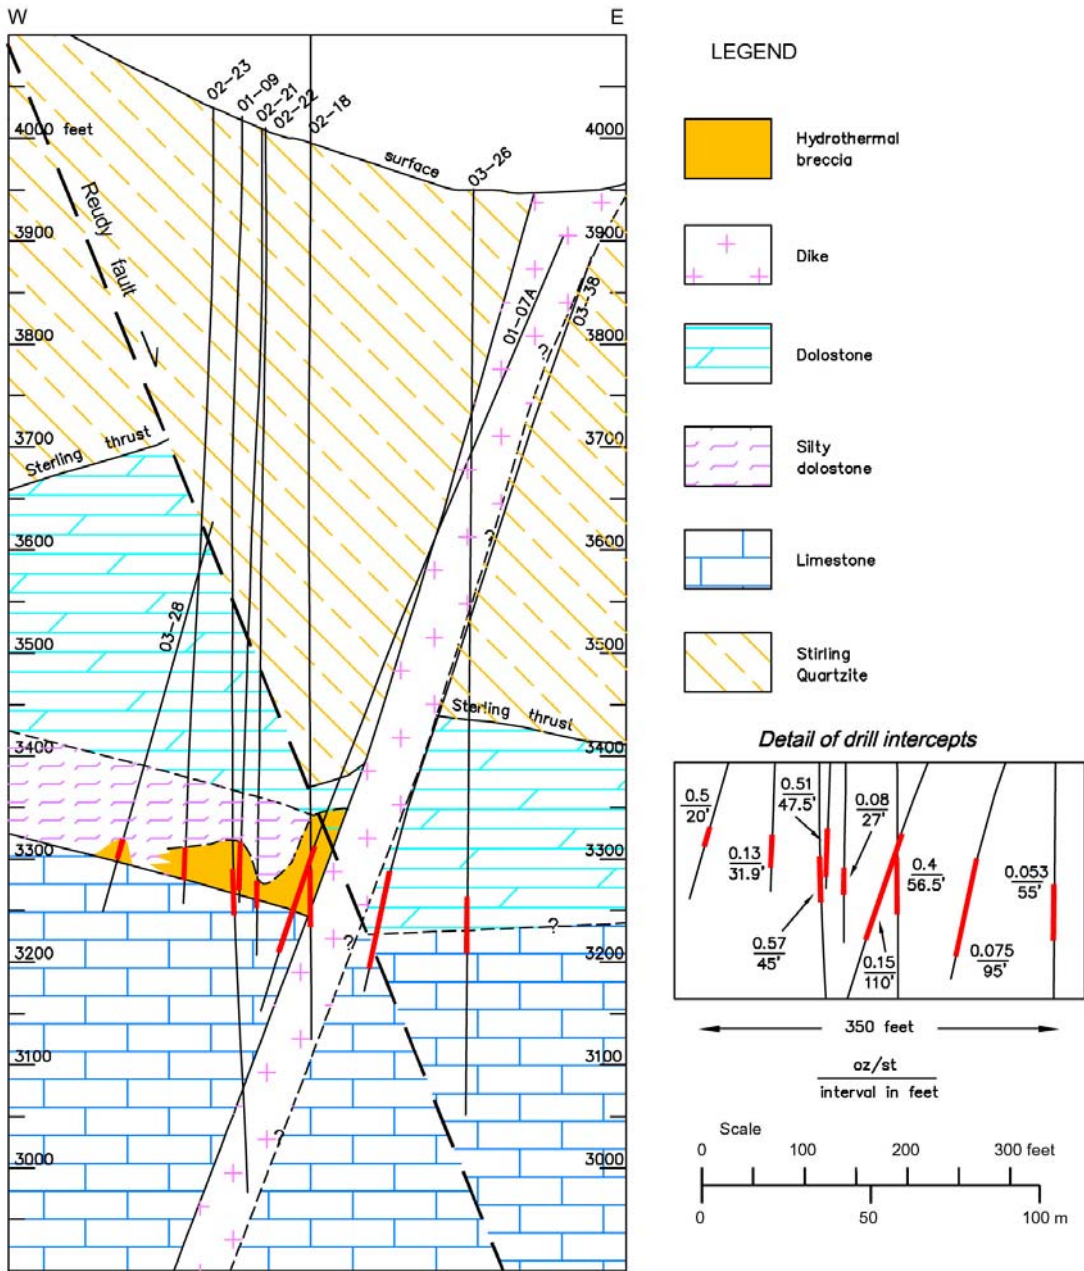 W
E
02-23
01-09
02-21
02-22
02-18
03-26
surface
4000 feet
4000
3900
3900
3800
3800
3700
3700
3600
3600
3500
3500
3400
3400
3300
3300
3200
3200
3100
3100
3000
3000
Reudy fault
Sterling thrust
03-28
01-07A
03-38
?
?
Sterling thrust
?
?
?
LEGEND
Hydrothermal
breccia
Dike
Dolostone
Silty
dolostone
Limestone
Stirling
Quartzite
Detail of drill intercepts
0.5
20'
0.13
31.9'
0.51
47.5'
0.08
27'
0.57
45'
0.15
110'
0.4
56.5'
0.075
95'
0.053
55'
350 feet
oz/st
interval in feet
Scale
0 100 200 300 feet
0 50 100 m